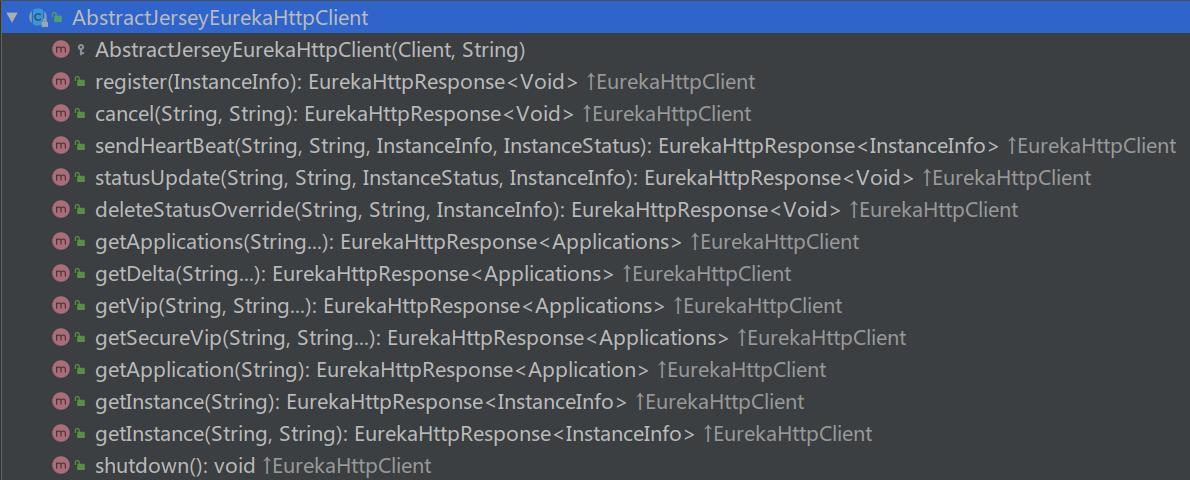 AbstractJerseyEurekaHttpClient
AbstractJerseyEurekaHttpClient(Client, String)
register(InstanceInfo): EurekaHttpResponse<Void> ↑EurekaHttpClient
cancel(String, String): EurekaHttpResponse<Void> ↑EurekaHttpClient
sendHeartBeat(String, String, InstanceInfo, InstanceStatus): EurekaHttpResponse<InstanceInfo> ↑EurekaHttpClient
statusUpdate(String, String, InstanceStatus, InstanceInfo): EurekaHttpResponse<Void> ↑EurekaHttpClient
deleteStatusOverride(String, String, InstanceInfo): EurekaHttpResponse<Void> ↑EurekaHttpClient
getApplications(String...): EurekaHttpResponse<Applications> ↑EurekaHttpClient
getDelta(String...): EurekaHttpResponse<Applications> ↑EurekaHttpClient
getVip(String, String...): EurekaHttpResponse<Applications> ↑EurekaHttpClient
getSecureVip(String, String...): EurekaHttpResponse<Applications> ↑EurekaHttpClient
getApplication(String): EurekaHttpResponse<Application> ↑EurekaHttpClient
getInstance(String): EurekaHttpResponse<InstanceInfo> ↑EurekaHttpClient
getInstance(String, String): EurekaHttpResponse<InstanceInfo> ↑EurekaHttpClient
shutdown(): void ↑EurekaHttpClient